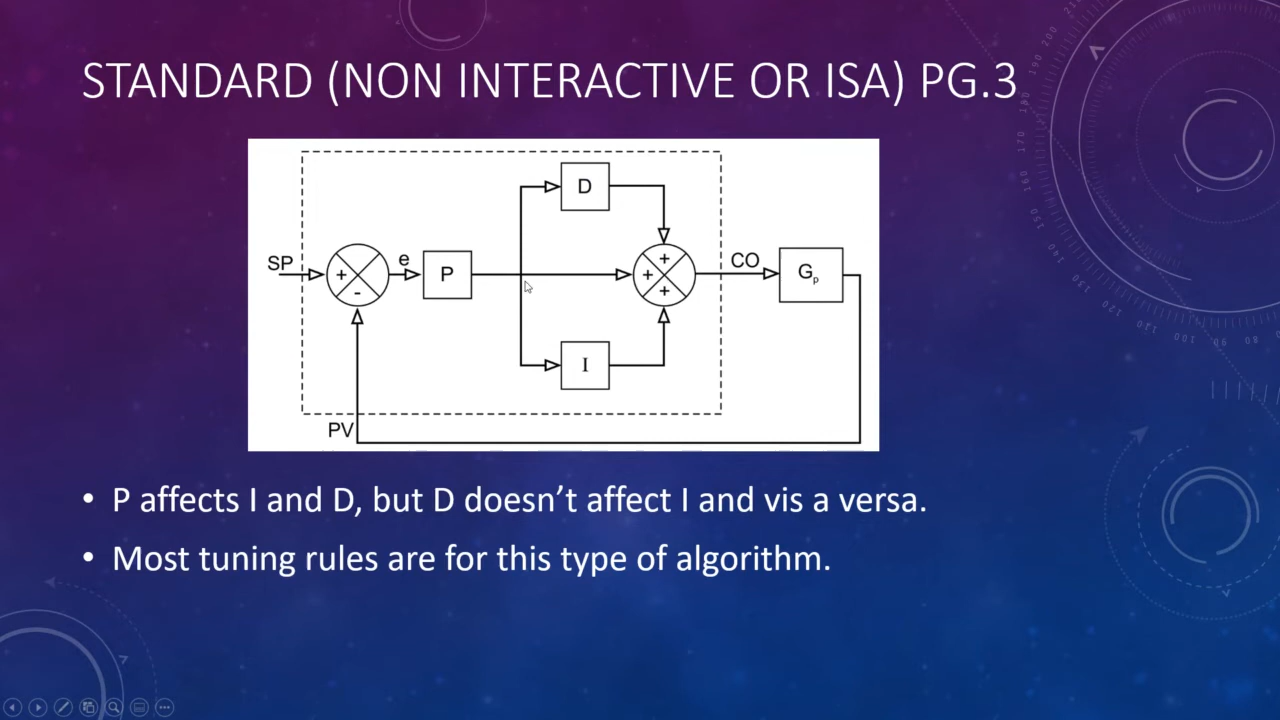 STANDARD (NON INTERACTIVE OR ISA) PG.3
D
SP
+
-
e
P
+
+
+
CO
Gp
I
PV
• P affects I and D, but D doesn't affect I and vis a versa.
• Most tuning rules are for this type of algorithm.